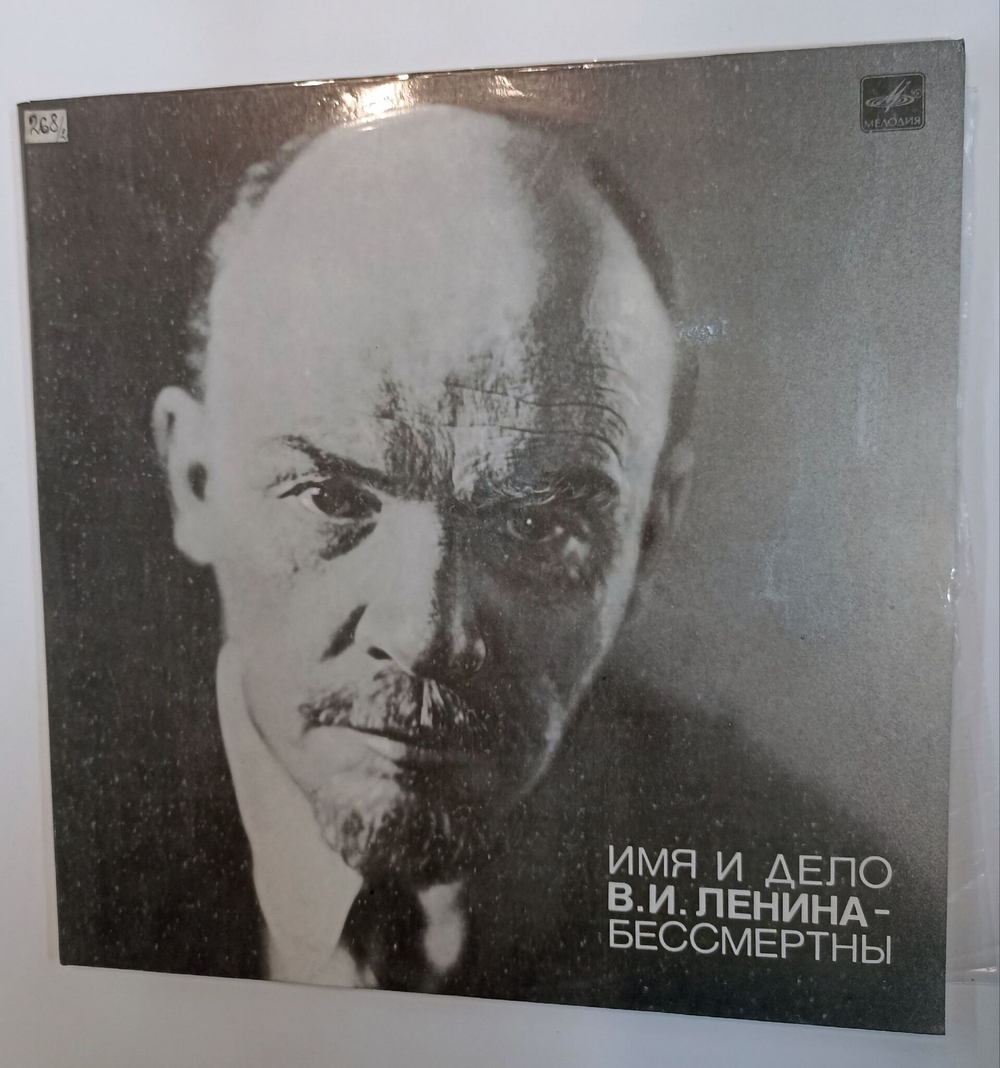 268/2
МЕЛОДИЯ
ИМЯ И ДЕЛО
В.И. ЛЕНИНА –
БЕССМЕРТНЫ